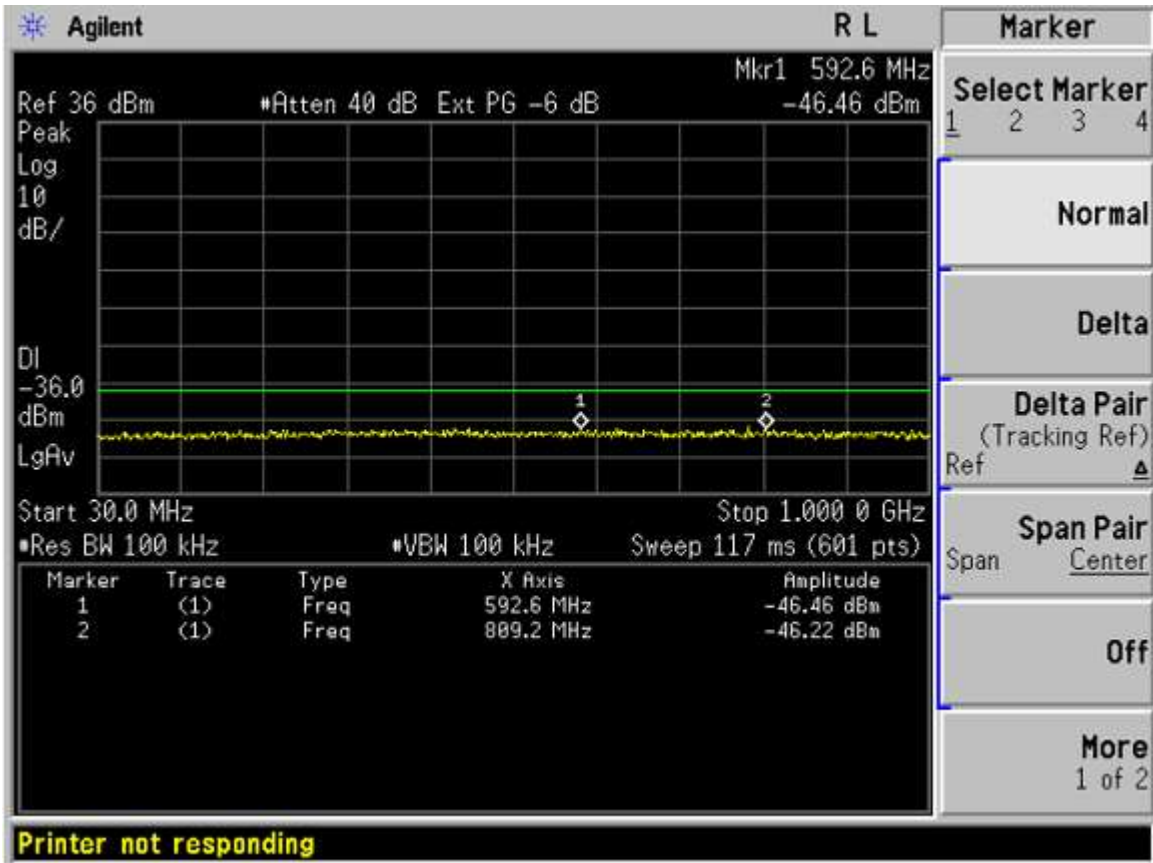 Agilent R L
Mkr1 592.6 MHz
Ref 36 dBm #Atten 40 dB Ext PG -6 dB -46.46 dBm
Peak
Log
10
dB/
DI
-36.0
dBm
LgAv
1 2
Start 30.0 MHz Stop 1.000 0 GHz
#Res BW 100 kHz #VBW 100 kHz Sweep 117 ms (601 pts)
Marker Trace Type X Axis Amplitude
1 (1) Freq 592.6 MHz -46.46 dBm
2 (1) Freq 809.2 MHz -46.22 dBm
Printer not responding
Marker
Select Marker
1 2 3 4
Normal
Delta
Delta Pair
(Tracking Ref)
Ref Δ
Span Pair
Span Center
Off
More
1 of 2